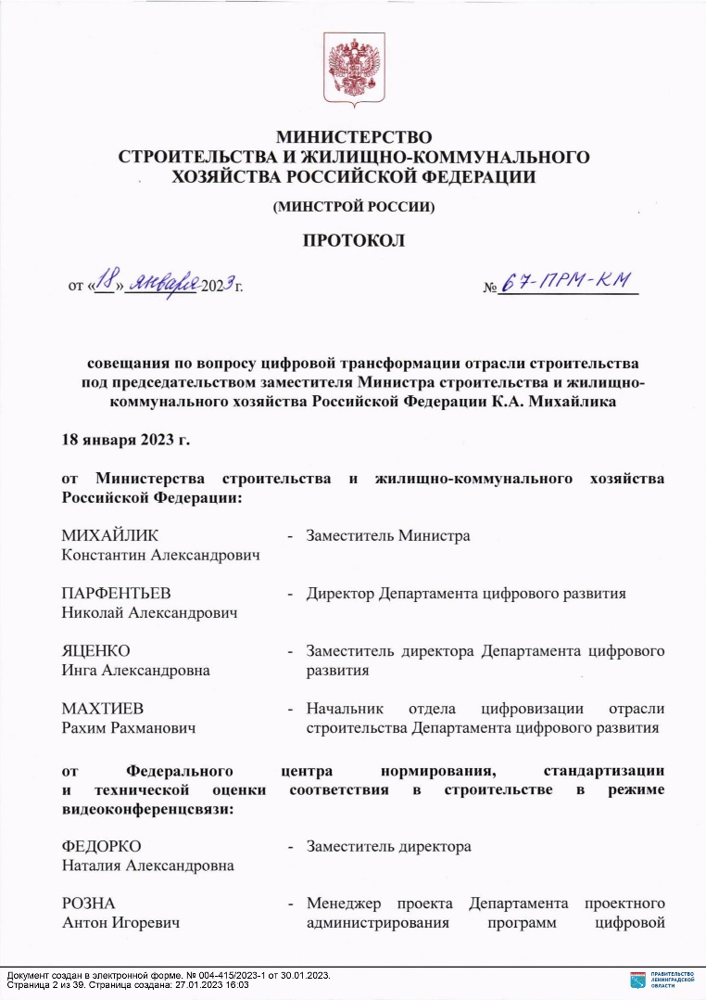 МИНИСТЕРСТВО
СТРОИТЕЛЬСТВА И ЖИЛИЩНО-КОММУНАЛЬНОГО
ХОЗЯЙСТВА РОССИЙСКОЙ ФЕДЕРАЦИИ
(МИНСТРОЙ РОССИИ)
ПРОТОКОЛ
от «18» января 2023 г.
№ 67-ПРМ-КМ
совещания по вопросу цифровой трансформации отрасли строительства
под председательством заместителя Министра строительства и жилищно-
коммунального хозяйства Российской Федерации К.А. Михайлика
18 января 2023 г.
от Министерства строительства и жилищно-коммунального хозяйства
Российской Федерации:
МИХАЙЛИК - Заместитель Министра
Константин Александрович
ПАРФЕНТЬЕВ - Директор Департамента цифрового развития
Николай Александрович
ЯЦЕНКО - Заместитель директора Департамента цифрового
Инга Александровна развития
МАХТИЕВ - Начальник отдела цифровизации отрасли
Рахим Рахманович строительства Департамента цифрового развития
от Федерального центра нормирования, стандартизации
и технической оценки соответствия в строительстве в режиме
видеоконференцсвязи:
ФЕДОРКО - Заместитель директора
Наталия Александровна
РОЗНА - Менеджер проекта Департамента проектного
Антон Игоревич администрирования программ цифровой
Документ создан в электронной форме. № 004-415/2023-1 от 30.01.2023.
Страница 2 из 39. Страница создана: 27.01.2023 16:03
ПРАВИТЕЛЬСТВО
ЛЕНИНГРАДСКОЙ
ОБЛАСТИ